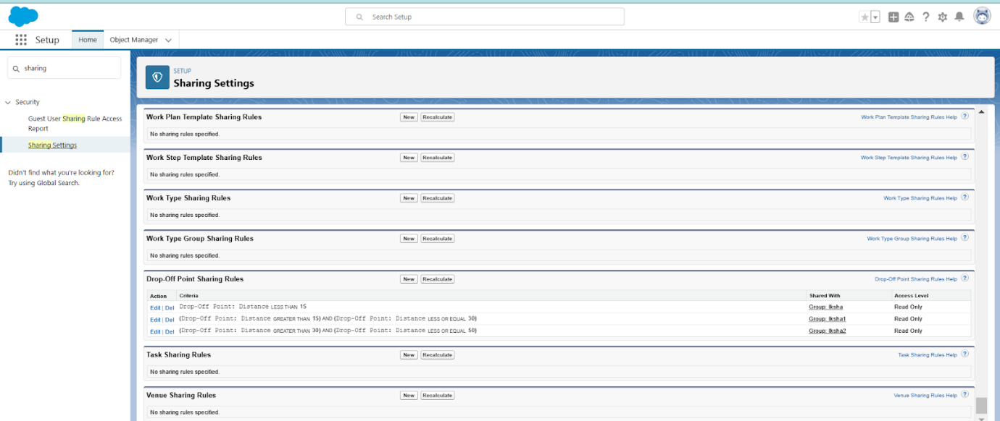 Search Setup
Setup
Home
Object Manager
sharing
Security
Guest User Sharing Rule Access
Report
Sharing Settings
Didn't find what you're looking for?
Try using Global Search.
SETUP
Sharing Settings
Work Plan Template Sharing Rules New Recalculate Work Plan Template Sharing Rules Help ?
No sharing rules specified.
Work Step Template Sharing Rules New Recalculate Work Step Template Sharing Rules Help ?
No sharing rules specified.
Work Type Sharing Rules New Recalculate Work Type Sharing Rules Help ?
No sharing rules specified.
Work Type Group Sharing Rules New Recalculate Work Type Group Sharing Rules Help ?
No sharing rules specified.
Drop-Off Point Sharing Rules New Recalculate Drop-Off Point Sharing Rules Help ?
Action Criteria Shared With Access Level
Edit | Del Drop-Off Point: Distance LESS THAN 15 Group: Iksha Read Only
Edit | Del (Drop-Off Point: Distance GREATER THAN 15) AND (Drop-Off Point: Distance LESS OR EQUAL 30) Group: Iksha1 Read Only
Edit | Del (Drop-Off Point: Distance GREATER THAN 30) AND (Drop-Off Point: Distance LESS OR EQUAL 50) Group: Iksha2 Read Only
Task Sharing Rules New Recalculate Task Sharing Rules Help ?
No sharing rules specified.
Venue Sharing Rules New Recalculate Venue Sharing Rules Help ?
No sharing rules specified.